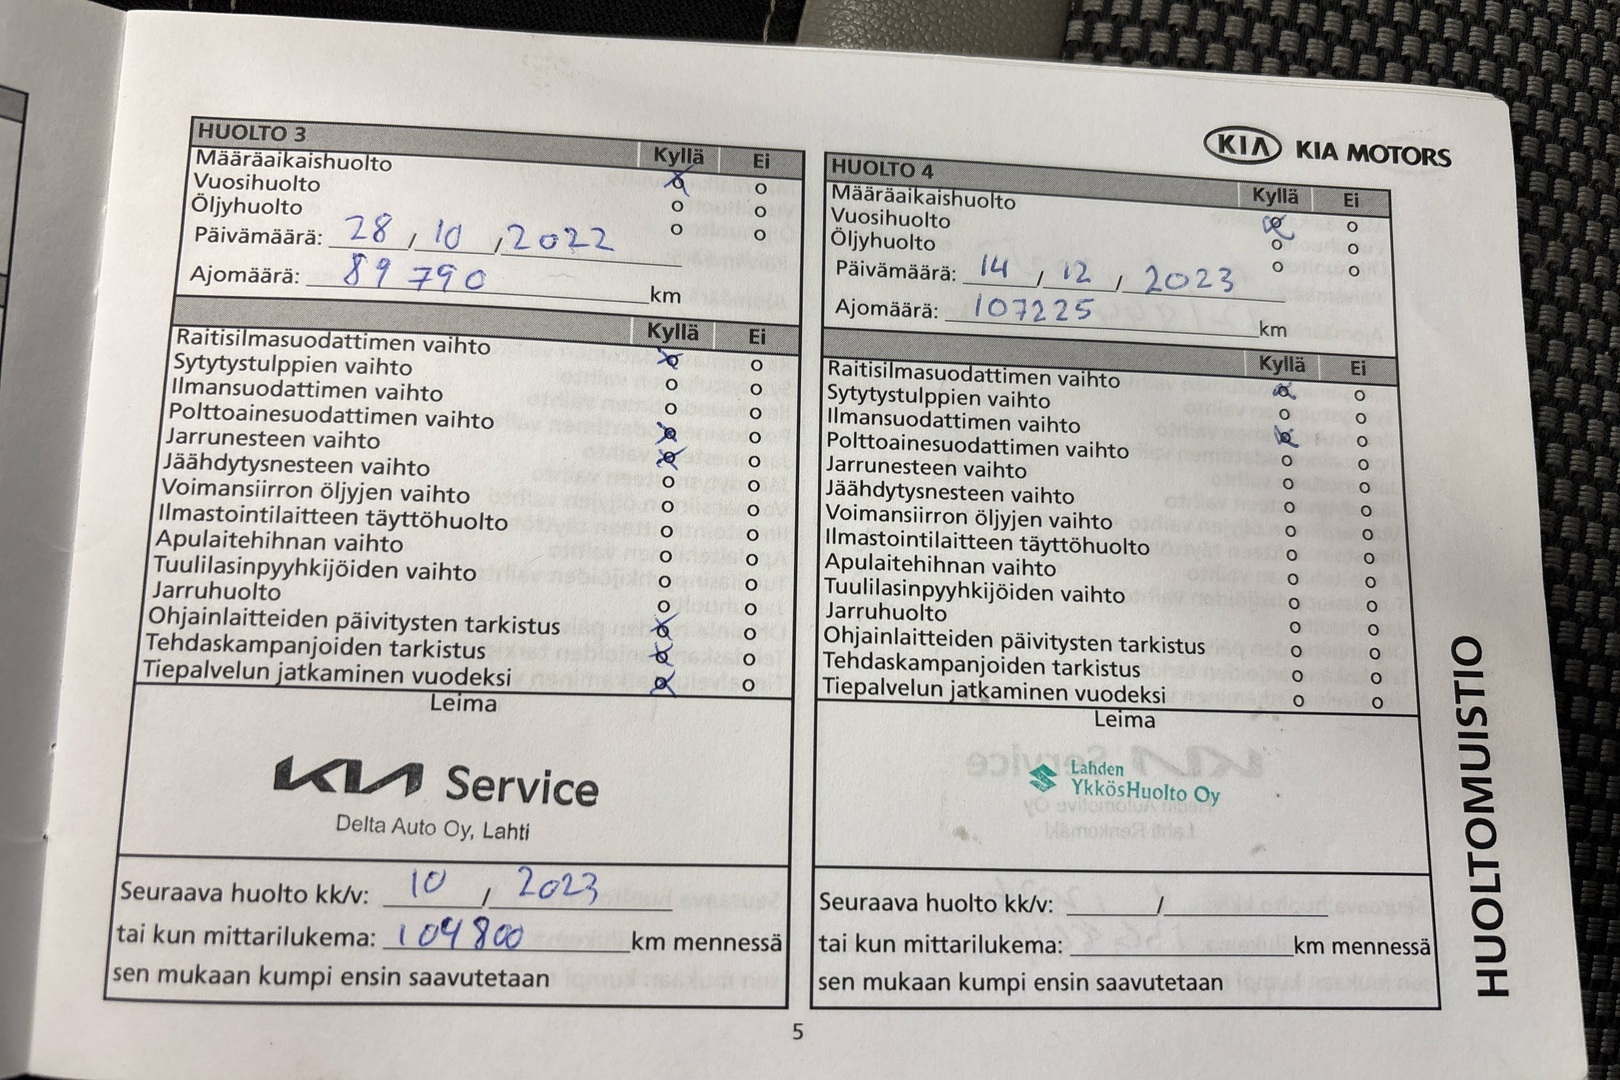 HUOLTO 3
Kyllä Ei
Määräaikaishuolto
Vuosihuolto
Öljyhuolto
Päivämäärä: 28 / 10 / 2022
Ajomäärä: 89 790 km
Kyllä Ei
Raitisilmasuodattimen vaihto
Sytytystulppien vaihto
Ilmansuodattimen vaihto
Polttoainesuodattimen vaihto
Jarrunesteen vaihto
Jäähdytysnesteen vaihto
Voimansiirron öljyjen vaihto
Ilmastointilaitteen täyttöhuolto
Apulaitehihnan vaihto
Tuulilasinpyyhkijöiden vaihto
Jarruhuolto
Ohjainlaitteiden päivitysten tarkistus
Tehdaskampanjoiden tarkistus
Tiepalvelun jatkaminen vuodeksi
Leima
KIA Service
Delta Auto Oy, Lahti
Seuraava huolto kk/v: 10 / 2023
tai kun mittarilukema: 104 800 km mennessä
sen mukaan kumpi ensin saavutetaan
KIA KIA MOTORS
HUOLTO 4
Kyllä Ei
Määräaikaishuolto
Vuosihuolto
Öljyhuolto
Päivämäärä: 14 / 12 / 2023
Ajomäärä: 107225 km
Kyllä Ei
Raitisilmasuodattimen vaihto
Sytytystulppien vaihto
Ilmansuodattimen vaihto
Polttoainesuodattimen vaihto
Jarrunesteen vaihto
Jäähdytysnesteen vaihto
Voimansiirron öljyjen vaihto
Ilmastointilaitteen täyttöhuolto
Apulaitehihnan vaihto
Tuulilasinpyyhkijöiden vaihto
Jarruhuolto
Ohjainlaitteiden päivitysten tarkistus
Tehdaskampanjoiden tarkistus
Tiepalvelun jatkaminen vuodeksi
Leima
Lahden
YkkösHuolto Oy
Seuraava huolto kk/v: /
tai kun mittarilukema: km mennessä
sen mukaan kumpi ensin saavutetaan
HUOLTOMUISTIO
5